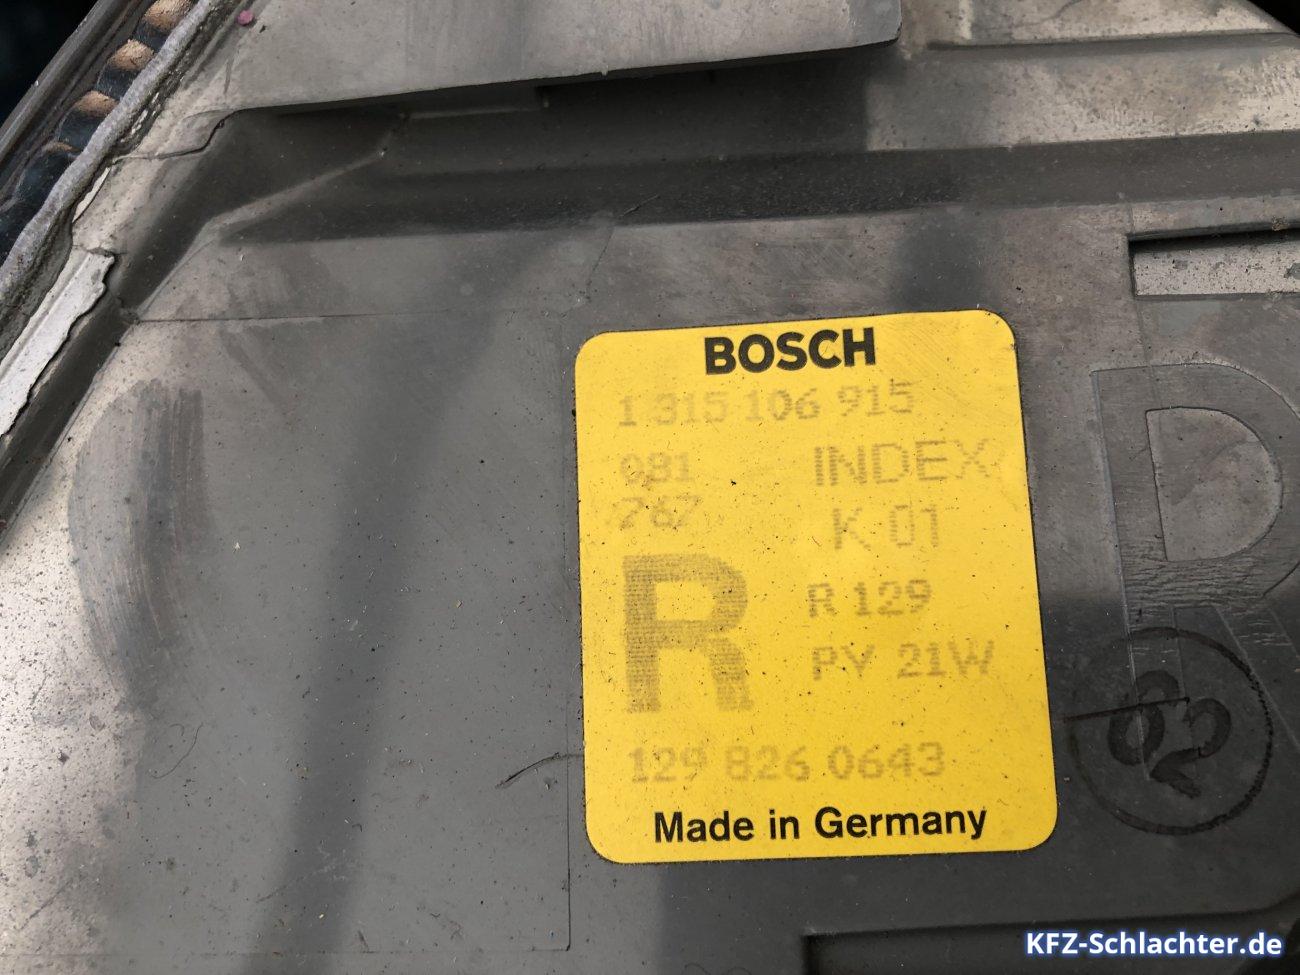 BOSCH
1 315 106 915
081
INDEX
767
K 01
R
R 129
PY 21W
129 826 0643
Made in Germany
R
02
KFZ-Schlachter.de